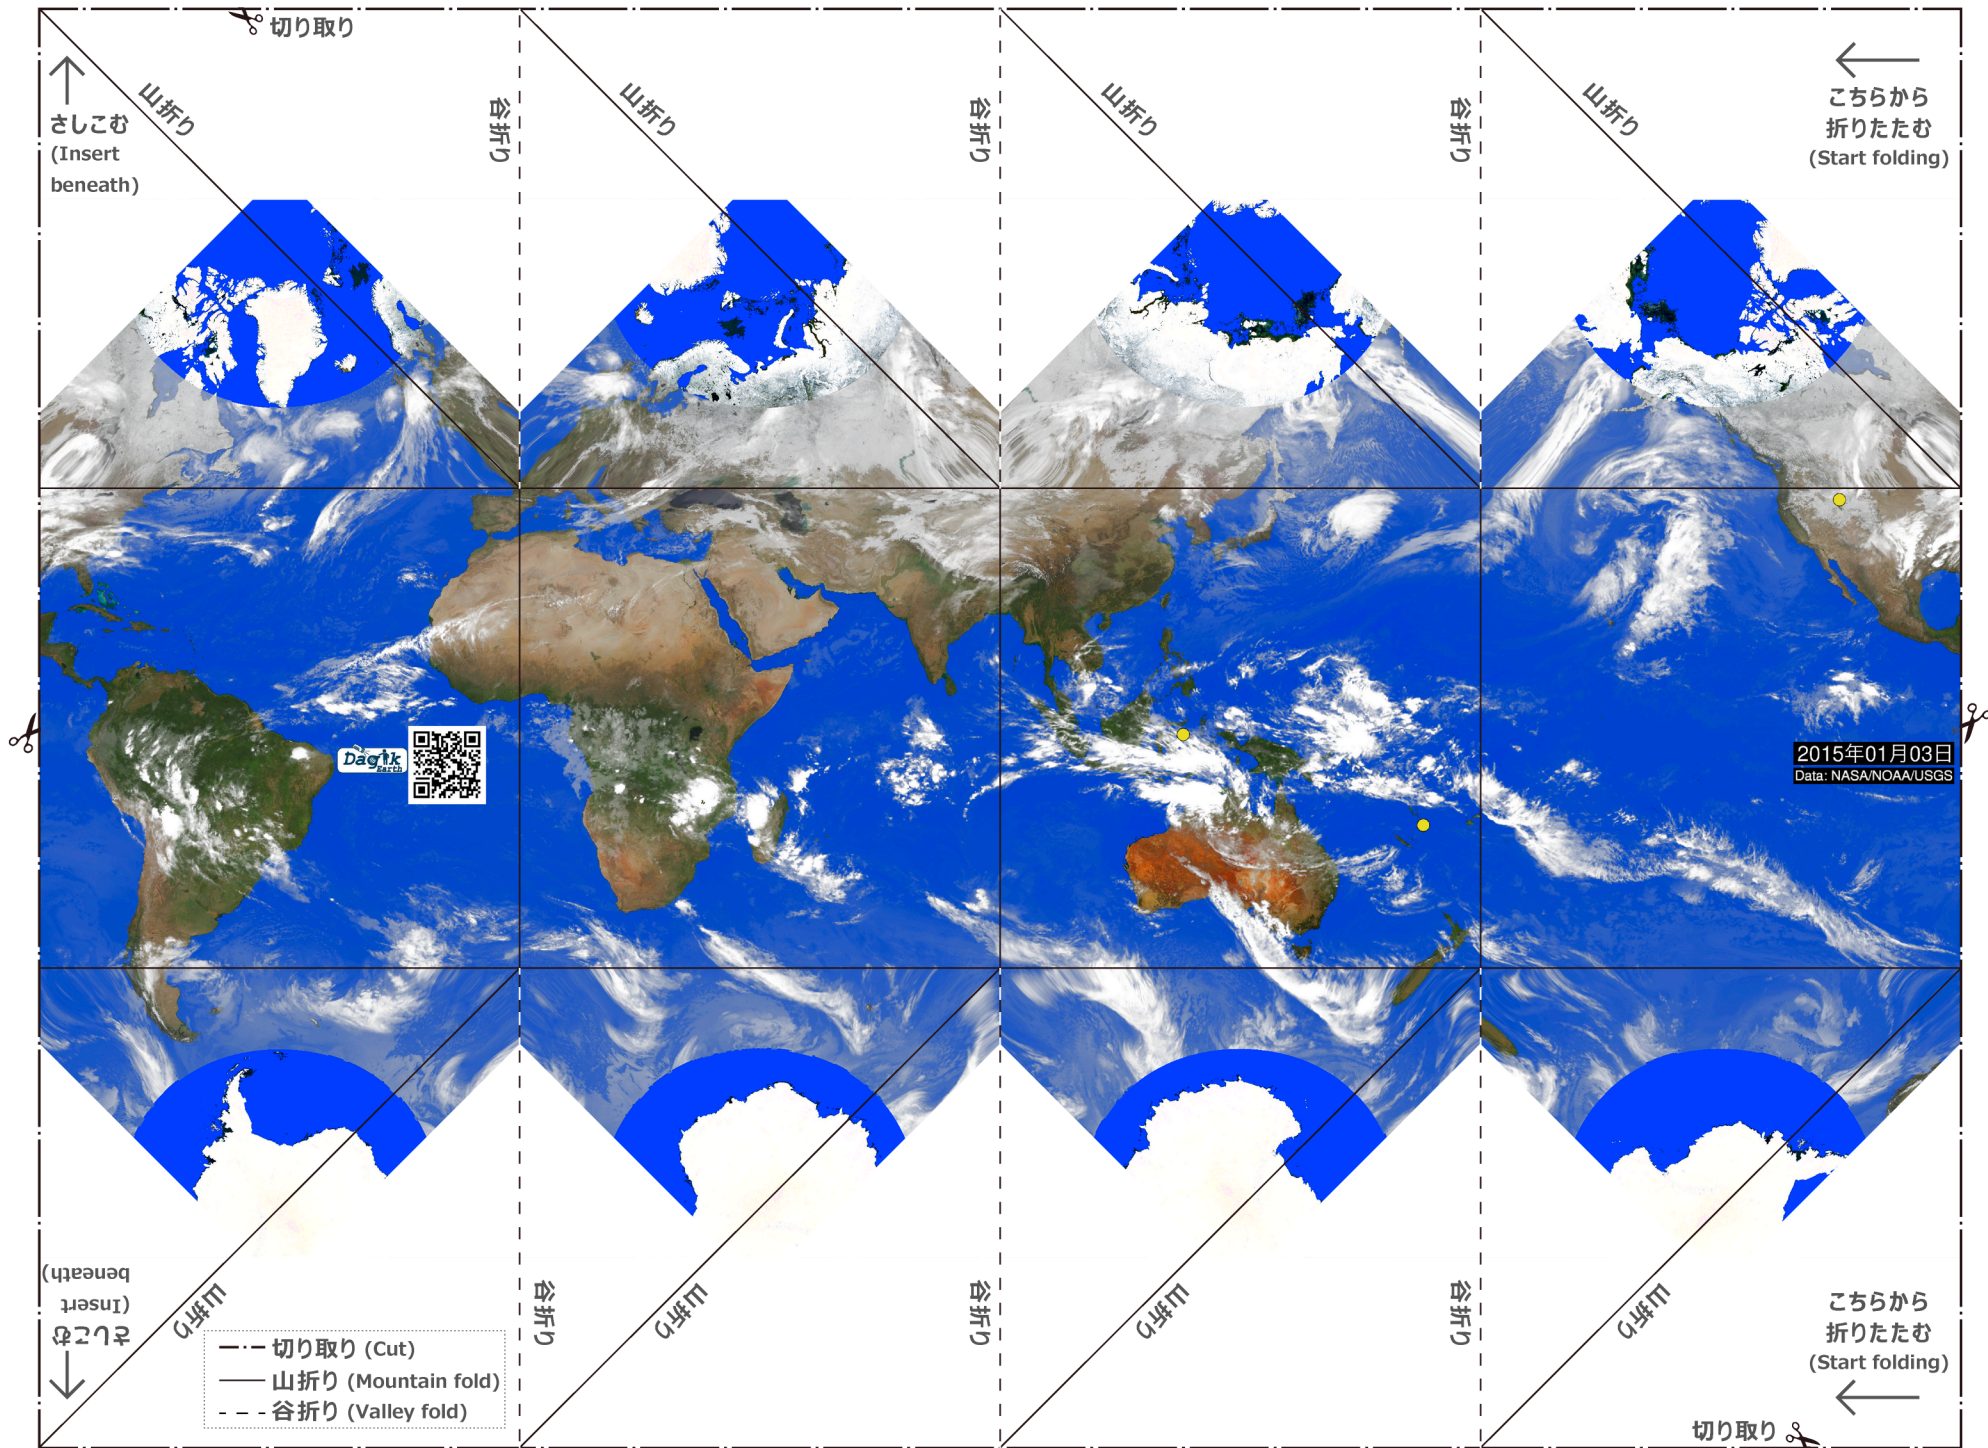 切り取り
山折り
山折り
山折り
山折り
谷折り
谷折り
谷折り
さしこむ
(Insert
beneath)
こちらから
折りたたむ
(Start folding)
Dagik
Earth
2015年01月03日
Data: NASA/NOAA/USGS
さしこむ
(Insert
beneath)
山折り
山折り
山折り
山折り
谷折り
谷折り
谷折り
こちらから
折りたたむ
(Start folding)
切り取り (Cut)
山折り (Mountain fold)
谷折り (Valley fold)
切り取り